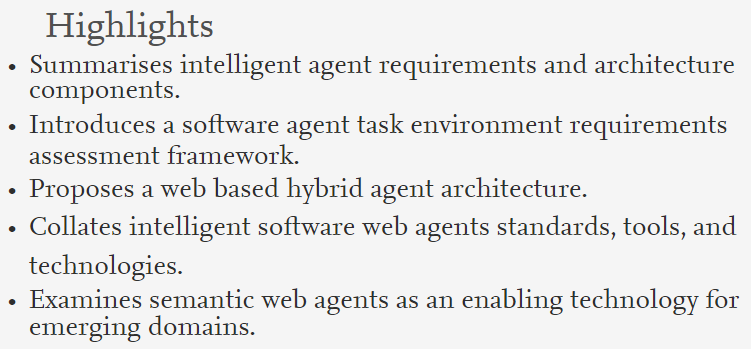 Highlights
• Summarises intelligent agent requirements and architecture
components.
• Introduces a software agent task environment requirements
assessment framework.
• Proposes a web based hybrid agent architecture.
• Collates intelligent software web agents standards, tools, and
technologies.
• Examines semantic web agents as an enabling technology for
emerging domains.